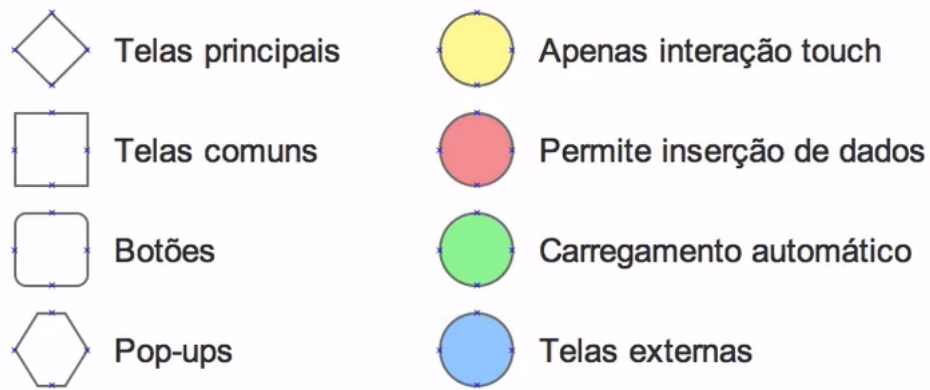 Telas principais
Telas comuns
Botões
Pop-ups
Apenas interação touch
Permite inserção de dados
Carregamento automático
Telas externas